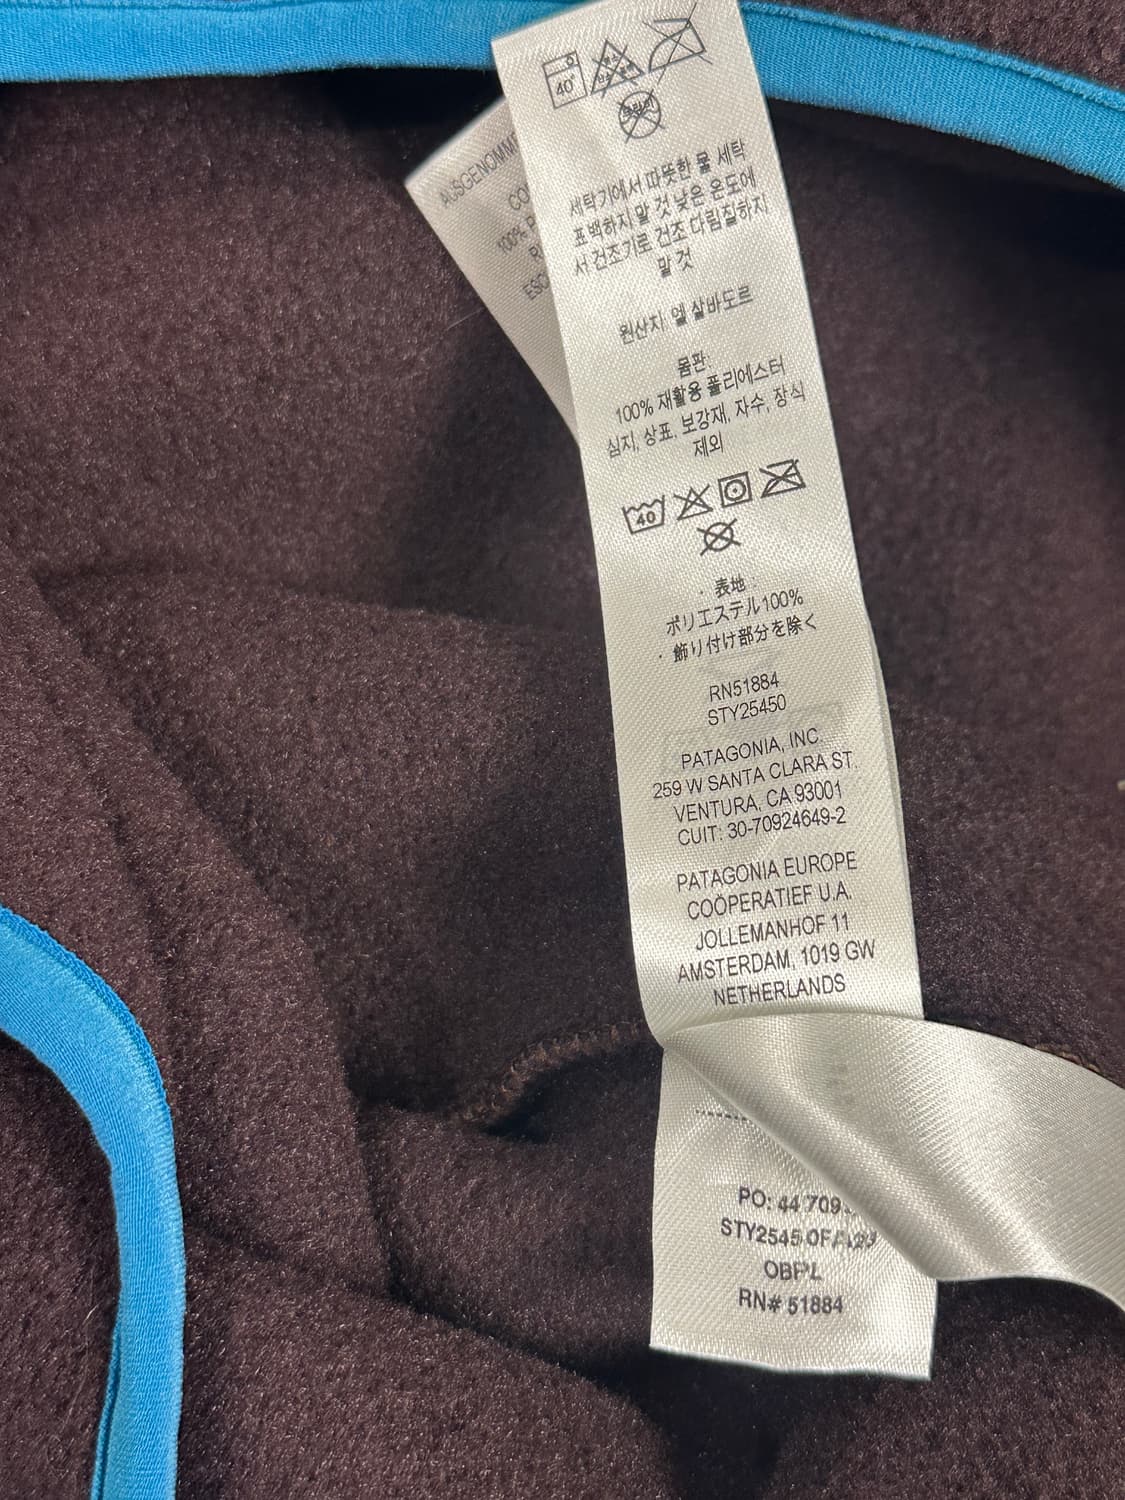 40
세탁기에서 따뜻한 물 세탁
표백하지 말 것 낮은 온도에
서 건조기로 건조 다림질하지
말 것
원산지: 엘 살바도르
몸판:
100% 재활용 폴리에스터
심지, 상표, 보강재, 자수, 장식
제외
40
・表地：
ポリエステル100%
・飾り付け部分を除く
RN51884
STY25450
PATAGONIA, INC.
259 W SANTA CLARA ST.
VENTURA, CA 93001
CUIT: 30-70924649-2
PATAGONIA EUROPE
COÖPERATIEF U.A.
JOLLEMANHOF 11
AMSTERDAM, 1019 GW
NETHERLANDS
100%
PO:
OBPL
RN# 51884